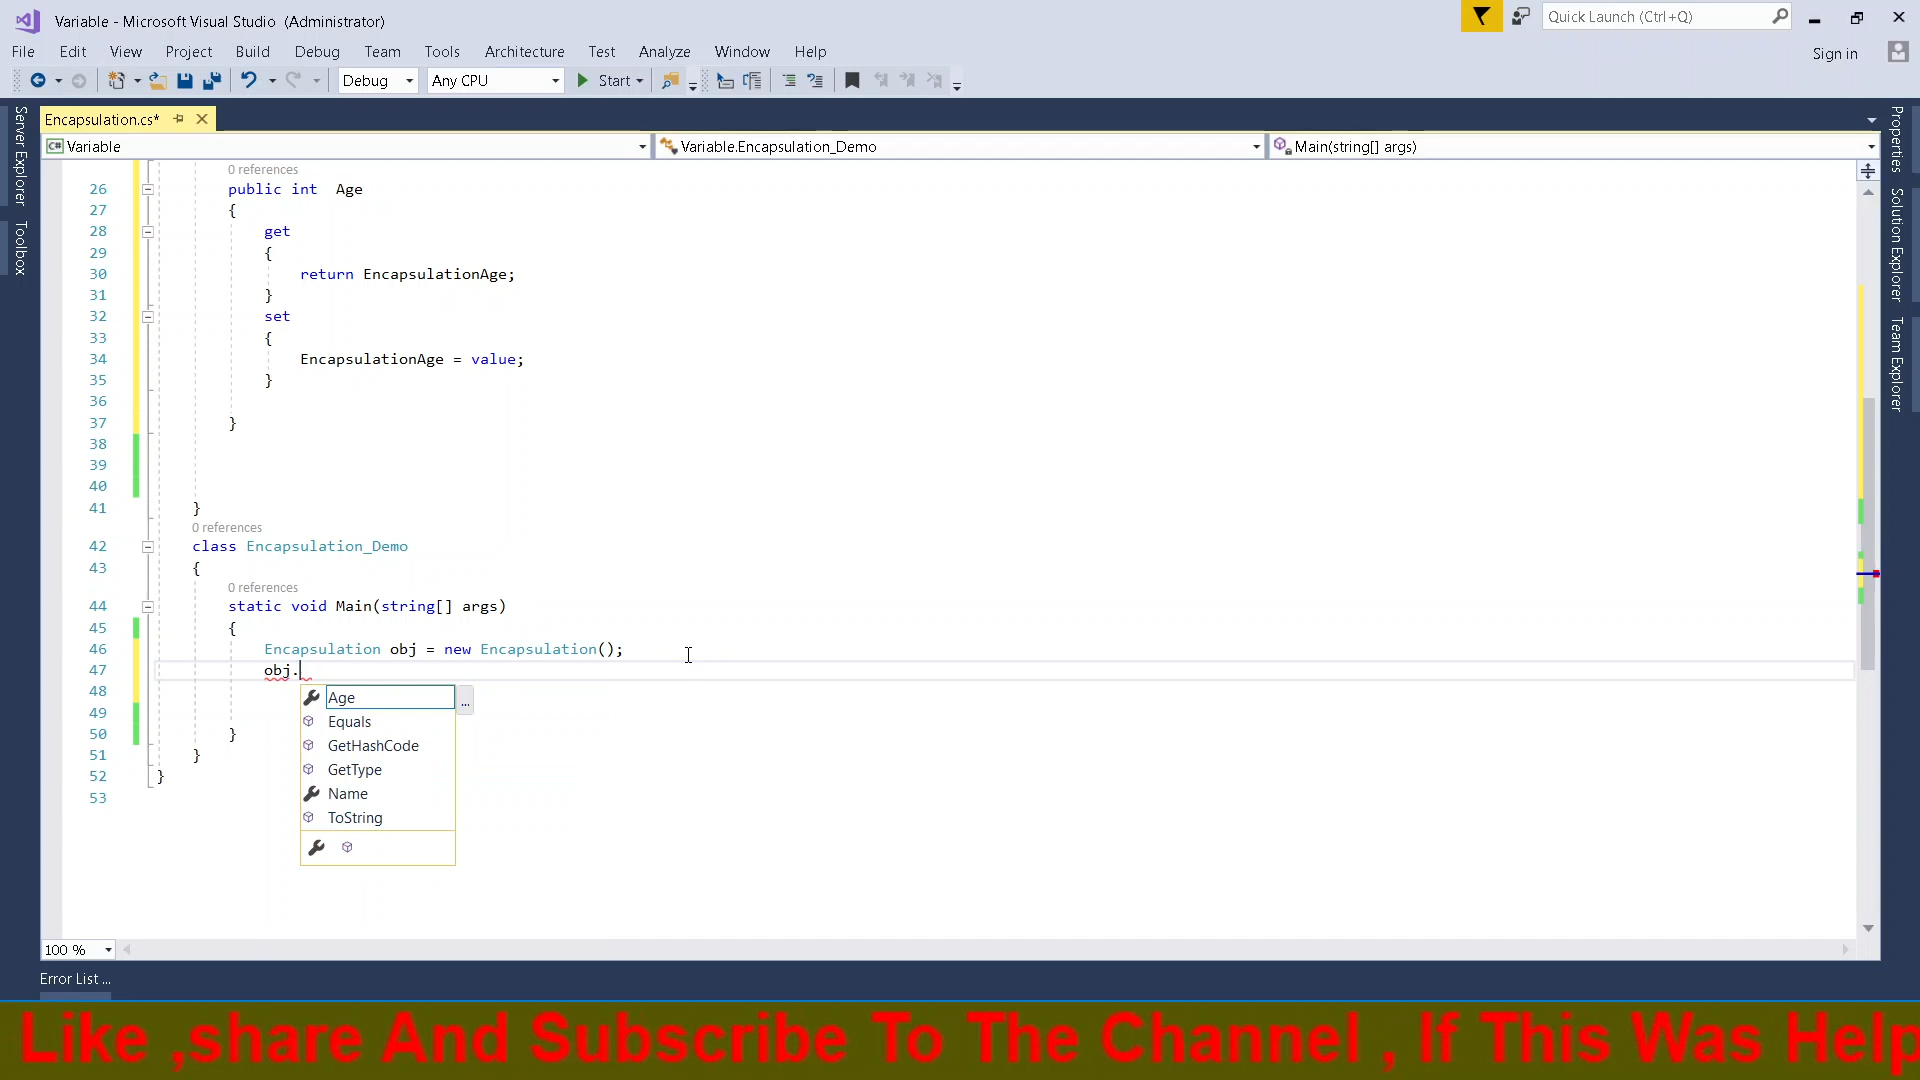 Variable - Microsoft Visual Studio (Administrator)
Quick Launch (Ctrl+Q)
File Edit View Project Build Debug Team Tools Architecture Test Analyze Window Help
Sign in
Debug Any CPU Start
Encapsulation.cs*
Variable Variable.Encapsulation_Demo Main(string[] args)
Server Explorer
Toolbox
Properties
Solution Explorer
Team Explorer
0 references
26 public int Age
27 {
28 get
29 {
30 return EncapsulationAge;
31 }
32 set
33 {
34 EncapsulationAge = value;
35 }
36
37 }
38
39
40
41 }
0 references
42 class Encapsulation_Demo
43 {
0 references
44 static void Main(string[] args)
45 {
46 Encapsulation obj = new Encapsulation();
47 obj.
48
Age ...
49
Equals
50 }
GetHashCode
51 }
GetType
52 }
Name
53
ToString
100 %
Error List ...
Like ,share And Subscribe To The Channel , If This Was Help